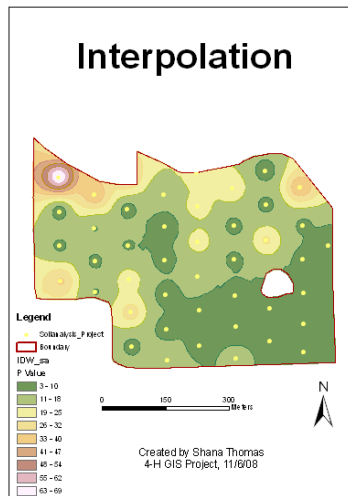 Interpolation
Legend
Soilanalysis_Project
Boundary
IDW_sa
P Value
3 - 10
11 - 18
19 - 25
26 - 32
33 - 40
41 - 47
48 - 54
55 - 62
63 - 69
0 150 300
Meters
N
Created by Shana Thomas
4-H GIS Project, 11/6/08